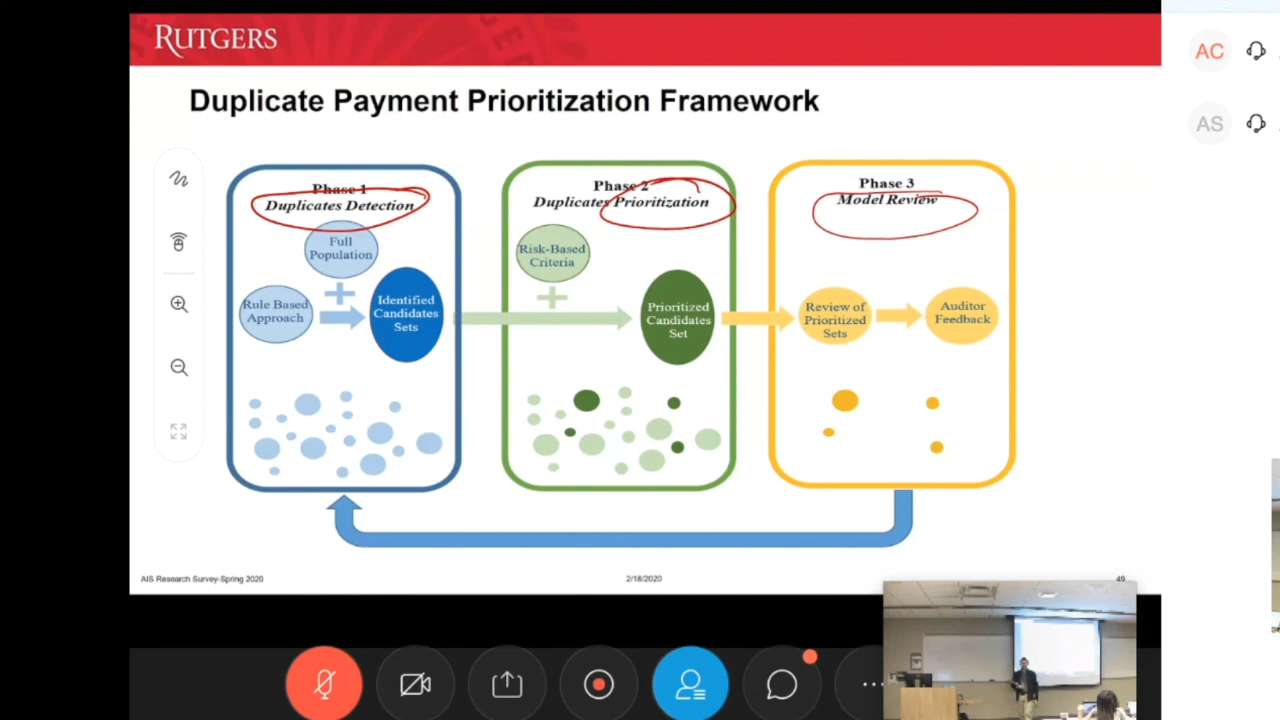 RUTGERS
Duplicate Payment Prioritization Framework
Phase 1
Duplicates Detection
Full
Population
Rule Based
Approach
Identified
Candidates
Sets
Phase 2
Duplicates Prioritization
Risk-Based
Criteria
Prioritized
Candidates
Set
Phase 3
Model Review
Review of
Prioritized
Sets
Auditor
Feedback
AIS Research Survey-Spring 2020
2/18/2020
49
AC
AS